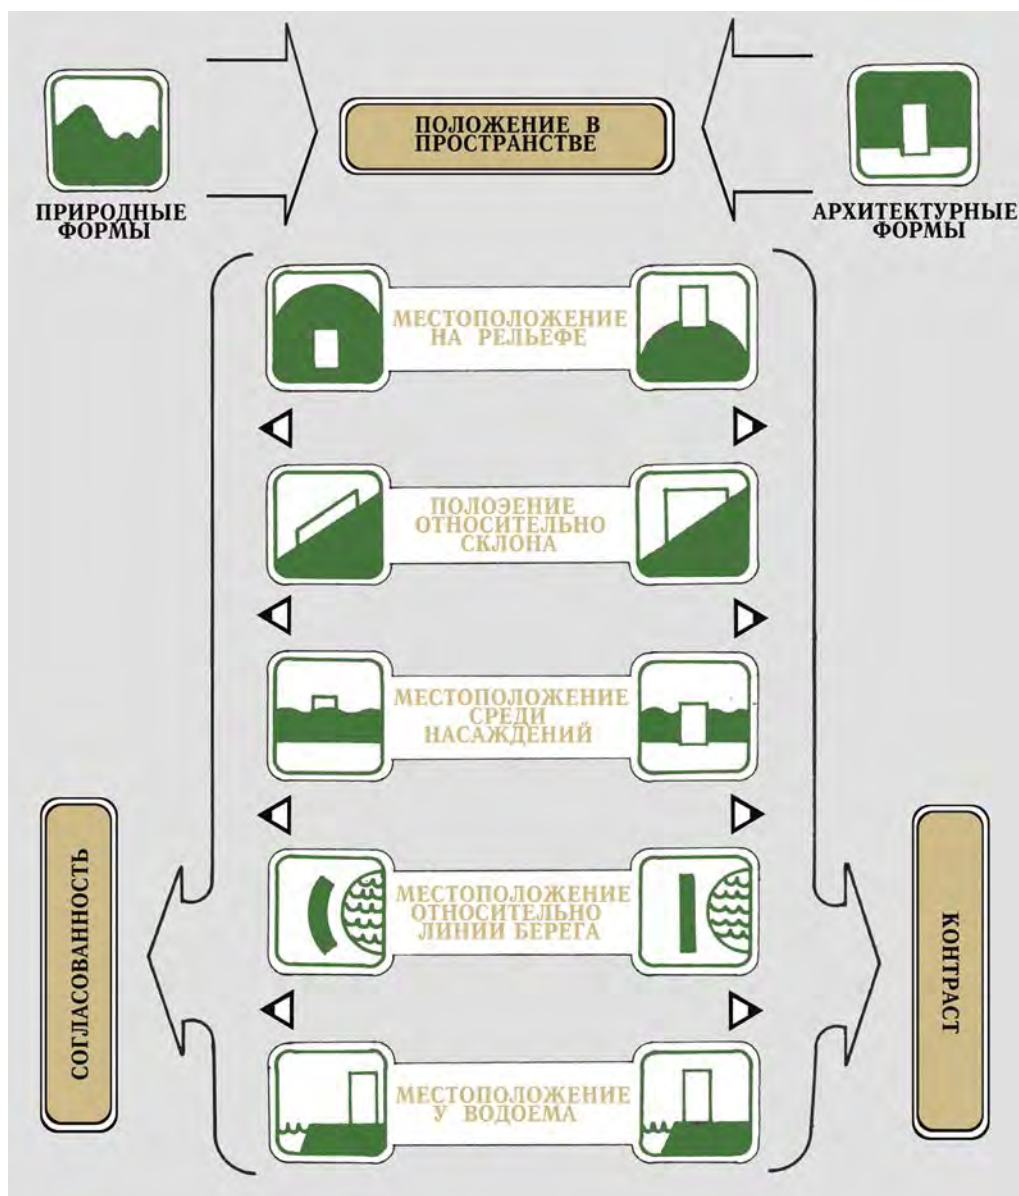 ПОЛОЖЕНИЕ В
ПРОСТРАНСТВЕ
ПРИРОДНЫЕ
ФОРМЫ
АРХИТЕКТУРНЫЕ
ФОРМЫ
МЕСТОПОЛОЖЕНИЕ
НА РЕЛЬЕФЕ
ПОЛОЭЕНИЕ
ОТНОСИТЕЛЬНО
СКЛОНА
МЕСТОПОЛОЖЕНИЕ
СРЕДИ
НАСАЖДЕНИЙ
МЕСТОПОЛОЖЕНИЕ
ОТНОСИТЕЛЬНО
ЛИНИИ БЕРЕГА
МЕСТОПОЛОЖЕНИЕ
У ВОДОЕМА
СОГЛАСОВАННОСТЬ
КОНТРАСТ